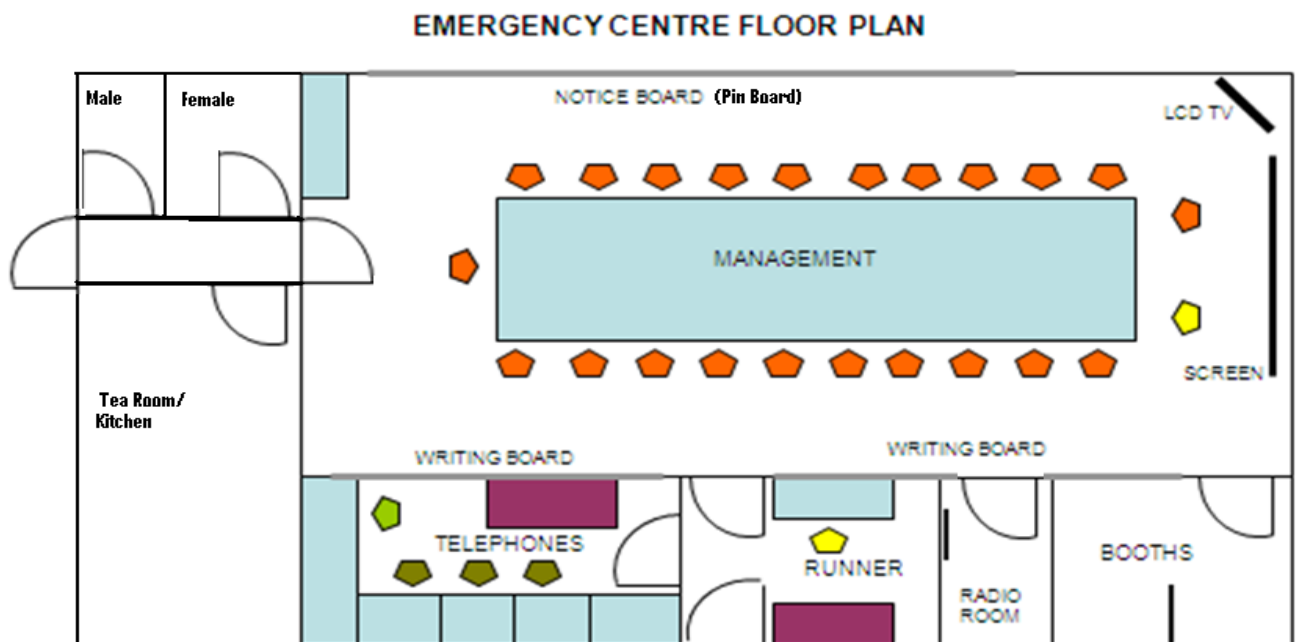 EMERGENCY CENTRE FLOOR PLAN
Male
Female
NOTICE BOARD (Pin Board)
LCD TV
MANAGEMENT
SCREEN
Tea Room/
Kitchen
WRITING BOARD
WRITING BOARD
TELEPHONES
RUNNER
RADIO
ROOM
BOOTHS